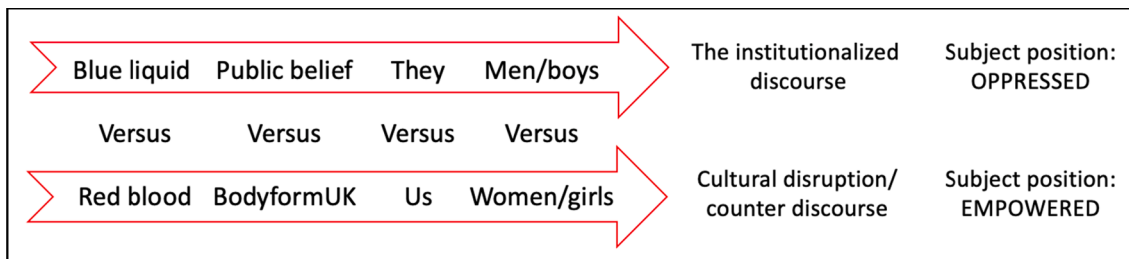 Blue liquid Public belief They Men/boys
The institutionalized
discourse
Subject position:
OPPRESSED
Versus Versus Versus Versus
Red blood BodyformUK Us Women/girls
Cultural disruption/
counter discourse
Subject position:
EMPOWERED